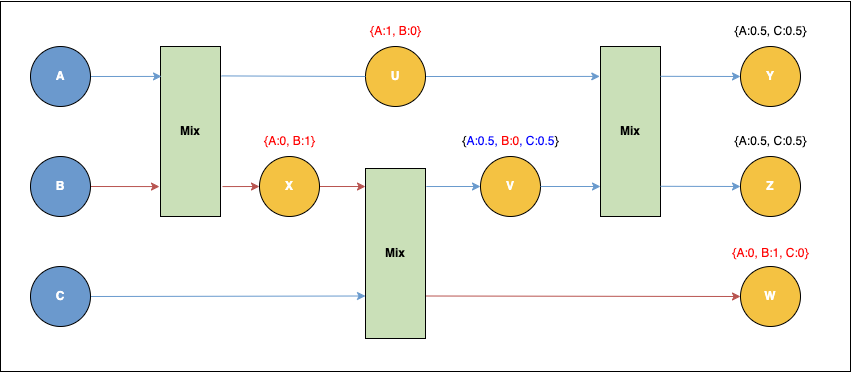 {A:1, B:0}
{A:0.5, C:0.5}
A
U
Y
Mix
Mix
{A:0, B:1}
{A:0.5, B:0, C:0.5}
{A:0.5, C:0.5}
B
X
V
Z
Mix
{A:0, B:1, C:0}
C
W